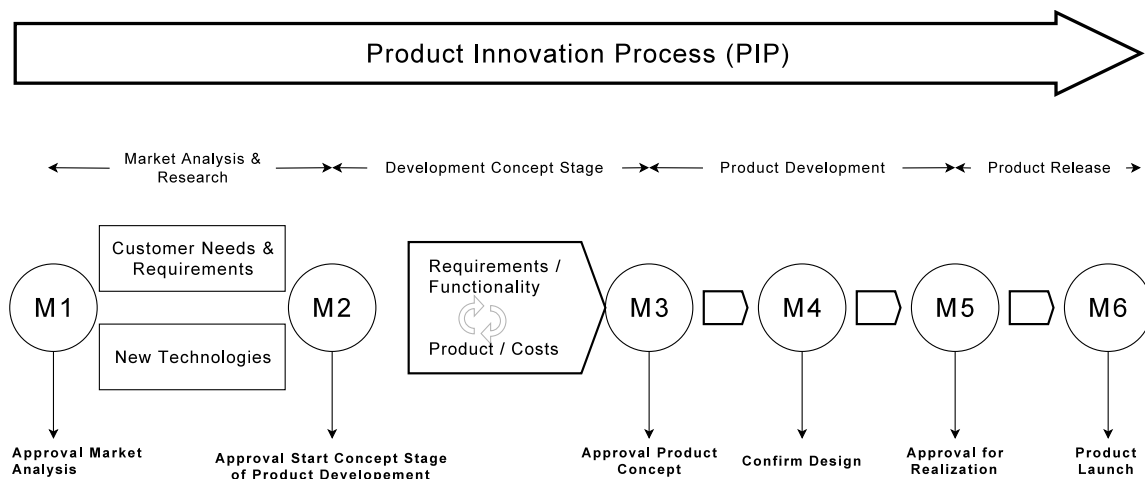 Product Innovation Process (PIP)
Market Analysis &
Research
Development Concept Stage
Product Development
Product Release
Customer Needs &
Requirements
New Technologies
Requirements /
Functionality
Product / Costs
M1
M2
M3
M4
M5
M6
Approval Market
Analysis
Approval Start Concept Stage
of Product Developement
Approval Product
Concept
Confirm Design
Approval for
Realization
Product
Launch